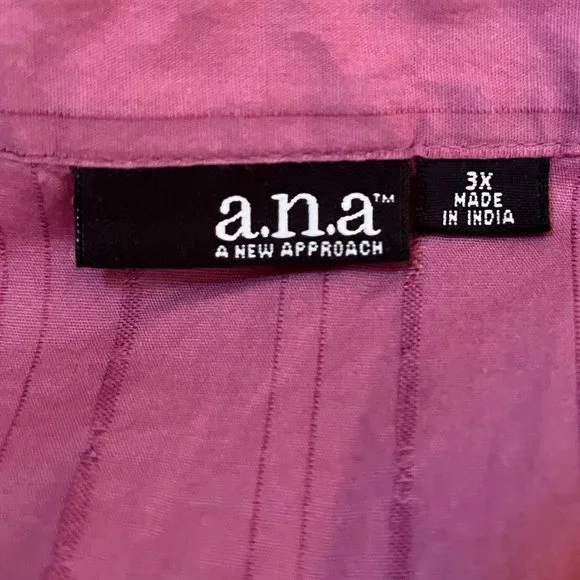 a.n.a™
A NEW APPROACH
3X
MADE
IN INDIA